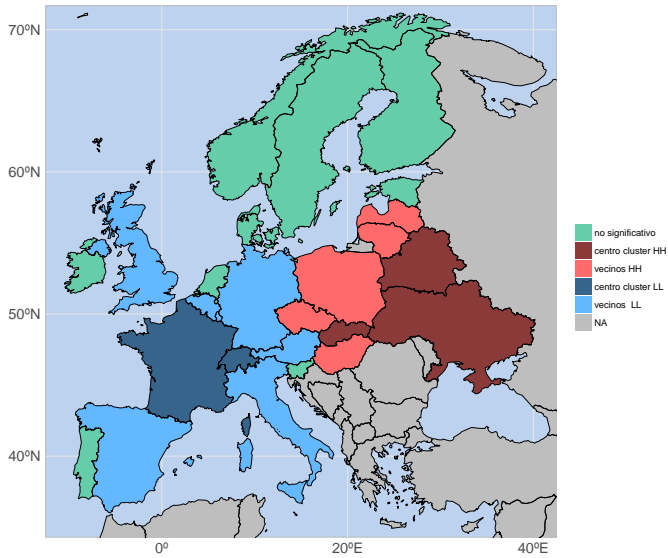 70ºN
60ºN
50ºN
40ºN
0º
20ºE
40ºE
no significativo
centro cluster HH
vecinos HH
centro cluster LL
vecinos  LL
NA